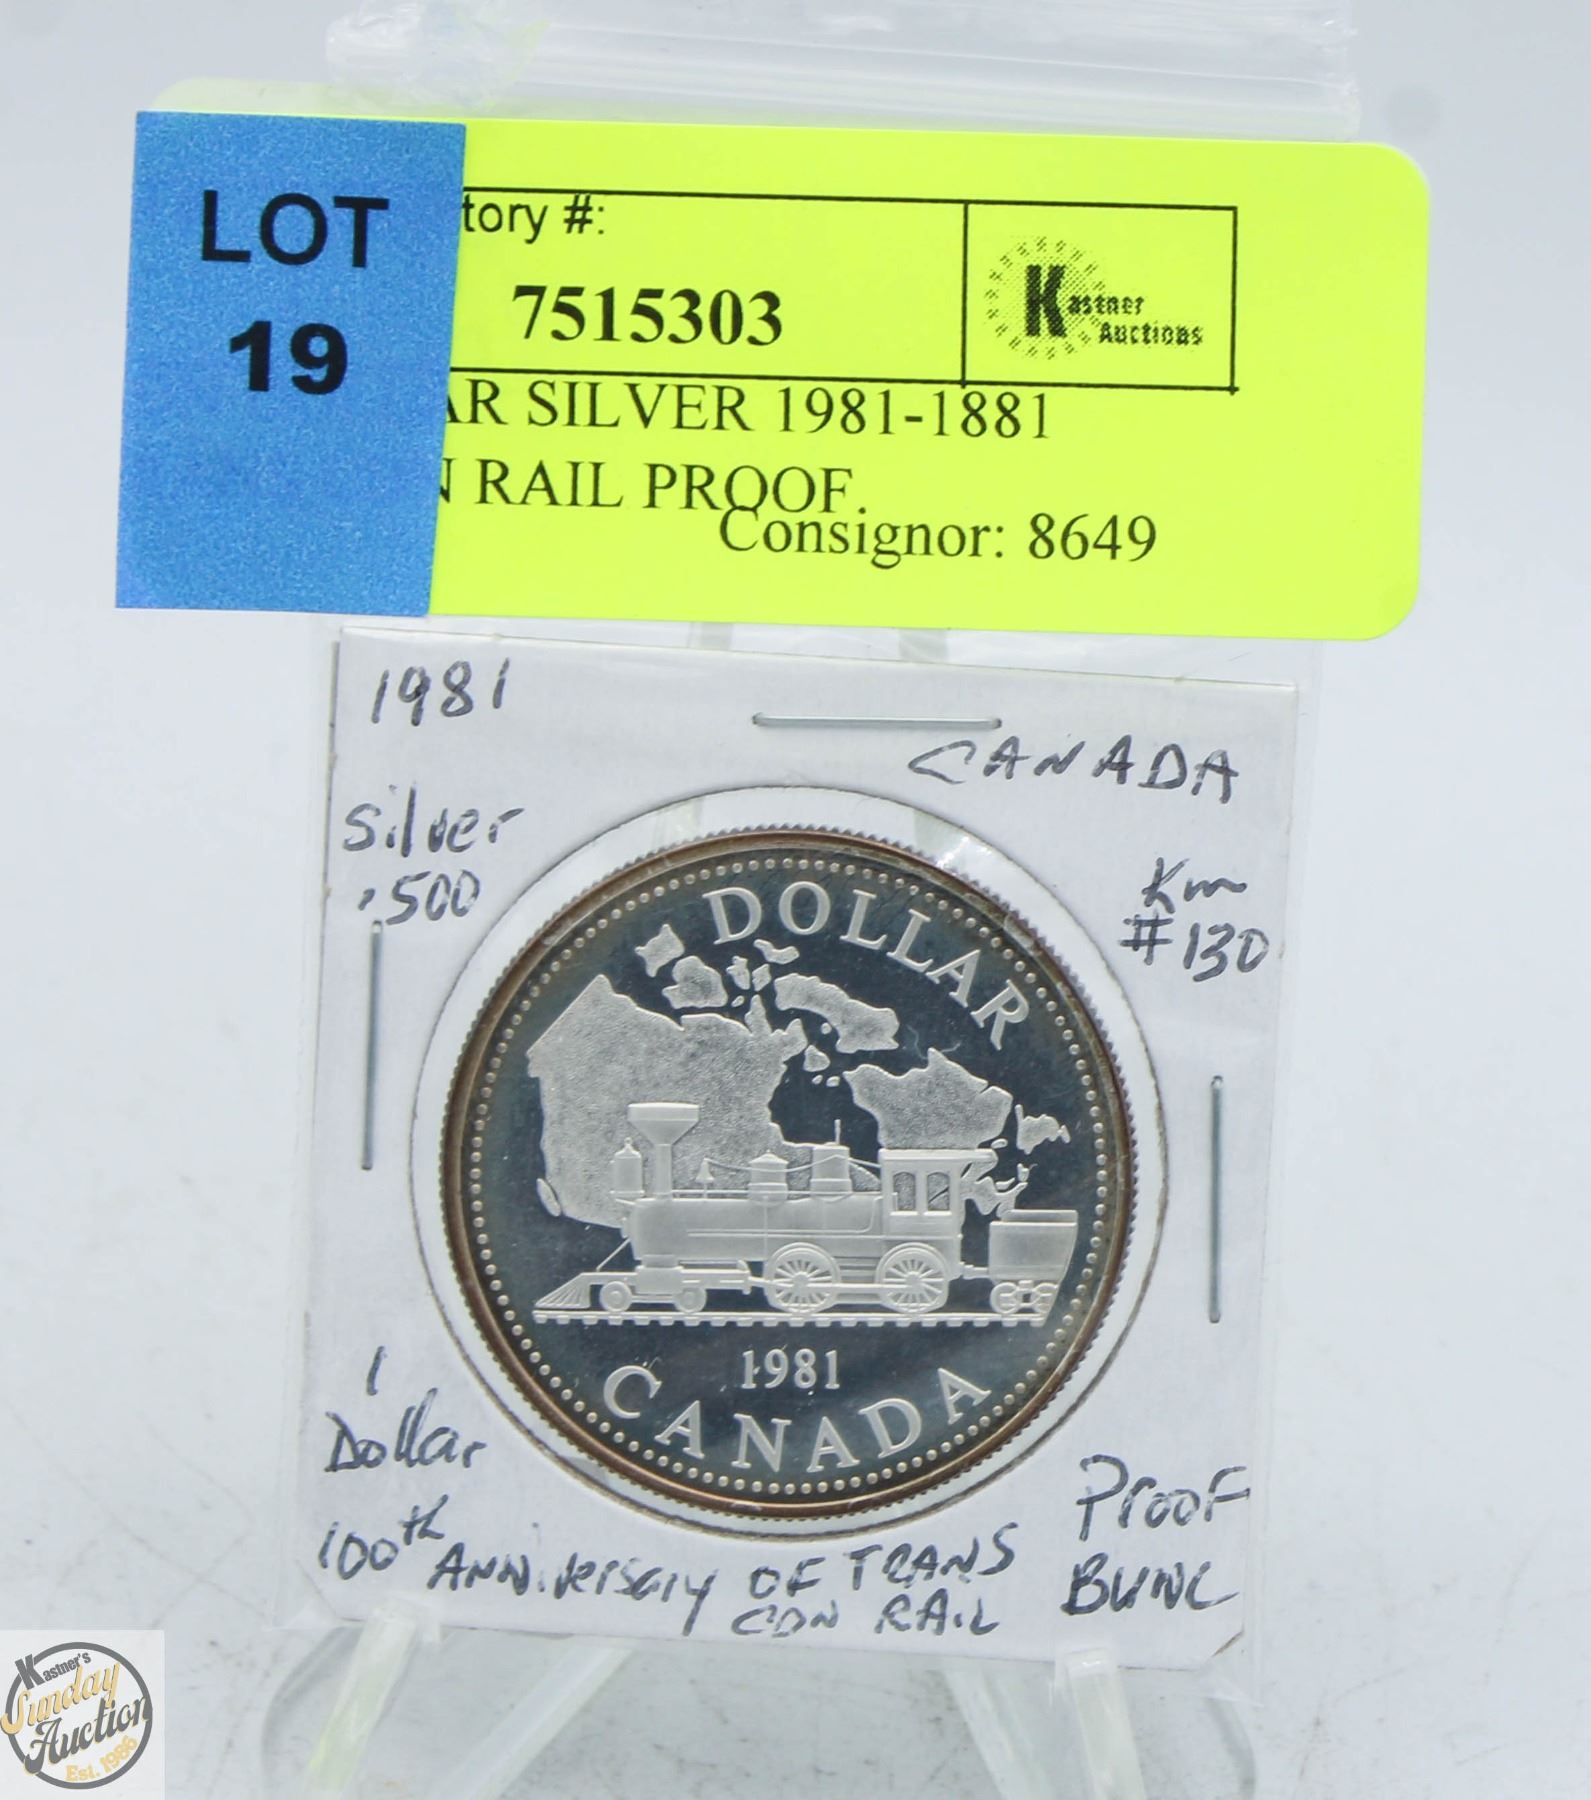 LOT
19
tory #:
7515303
Kastner
Auctions
AR SILVER 1981-1881
N RAIL PROOF.
Consignor: 8649
1981
CANADA
Silver
.500
Km
#130
DOLLAR
1981
CANADA
1
Dollar
100th ANNiversary OF TRANS
CDN RAIL
PROOF
BUNC
Kastner's
Sunday
Auction
Est. 1986